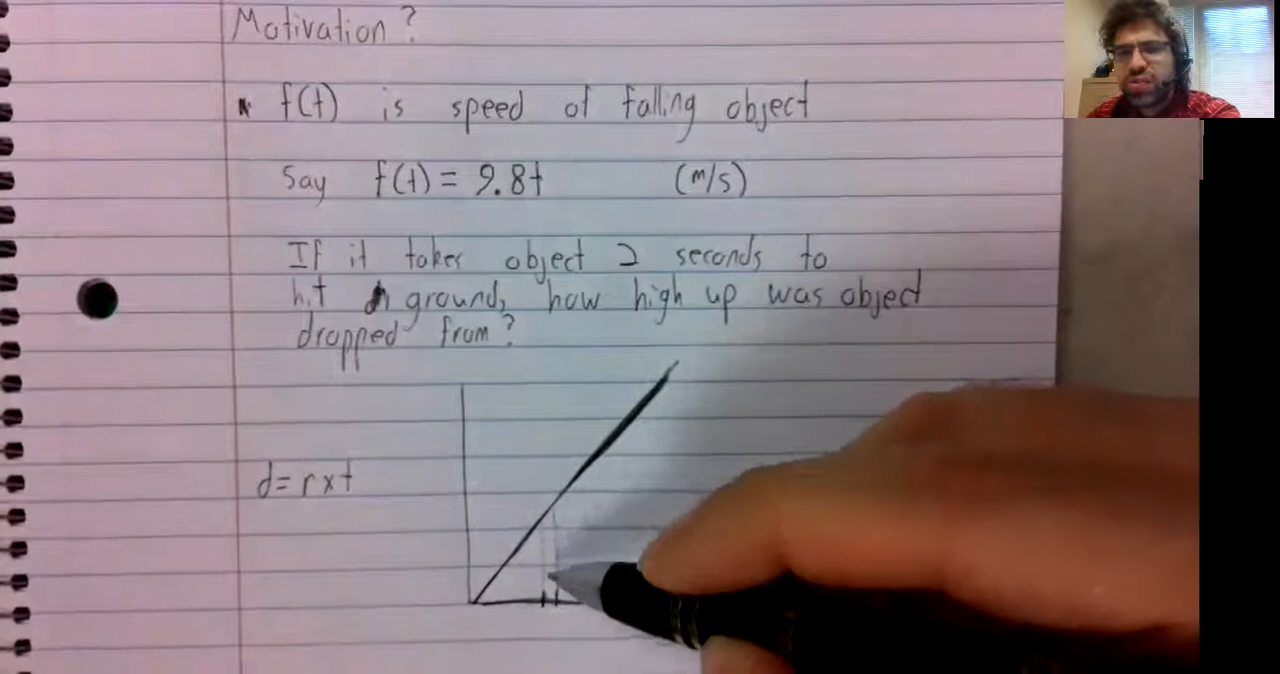 Motivation?
f(t) is speed of falling object
Say f(t) = 9.8t (m/s)
If it takes object 2 seconds to
hit ground, how high up was object
dropped from?
d = r x t